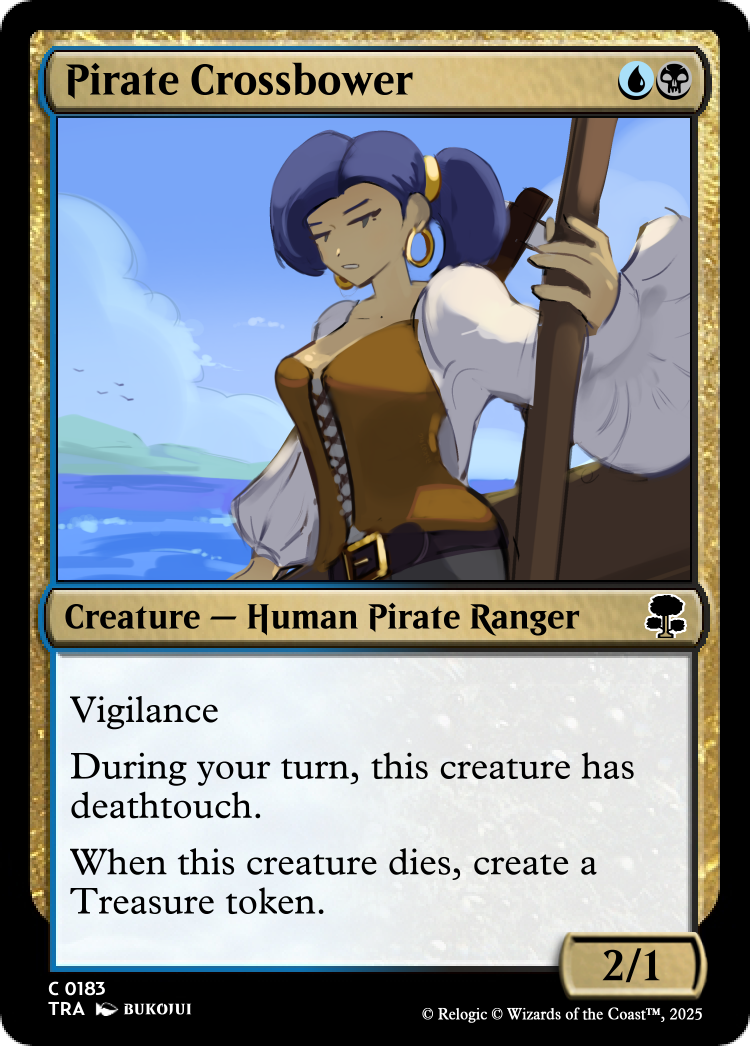 Pirate Crossbower
Creature — Human Pirate Ranger
Vigilance
During your turn, this creature has
deathtouch.
When this creature dies, create a
Treasure token.
2/1
C 0183
TRA BUKOJUI
© Relogic © Wizards of the Coast™, 2025